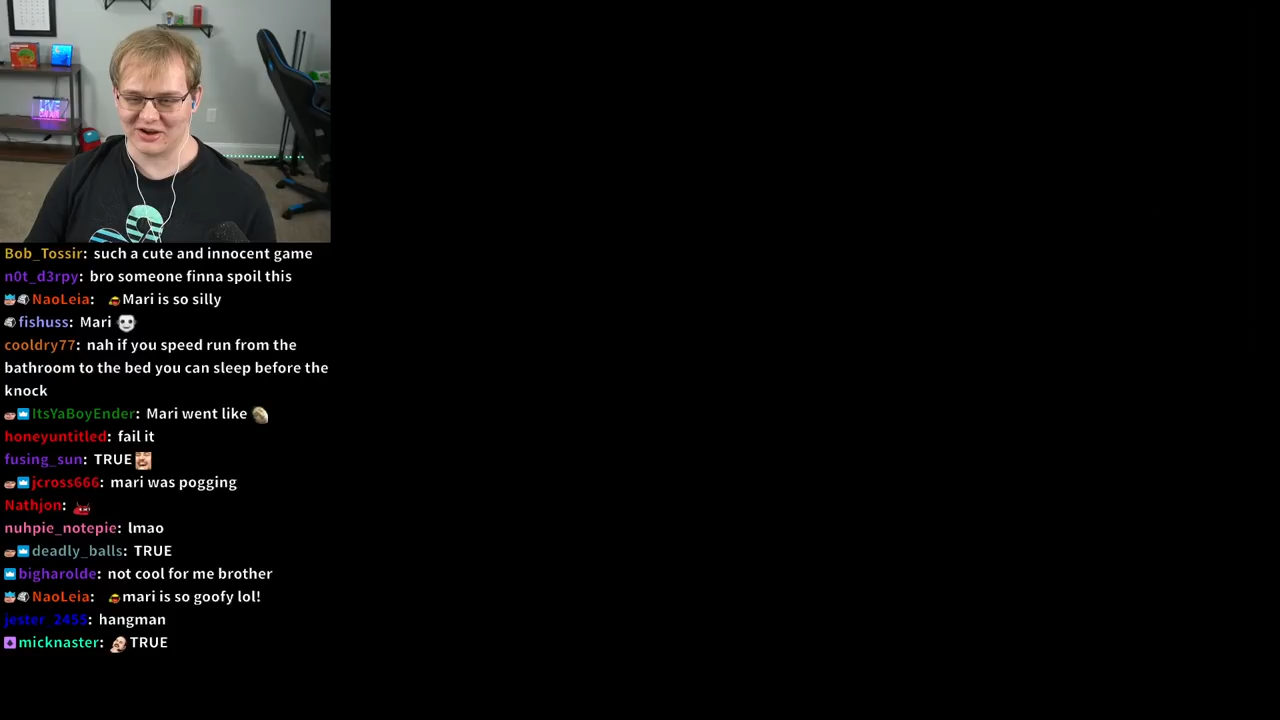 LIVE
ON AIR
Bob_Tossir: such a cute and innocent game
n0t_d3rpy: bro someone finna spoil this
NaoLeia: Mari is so silly
fishuss: Mari
cooldry77: nah if you speed run from the
bathroom to the bed you can sleep before the
knock
ItsYaBoyEnder: Mari went like
honeyuntitled: fail it
fusing_sun: TRUE
jcross666: mari was pogging
Nathjon:
nuhpie_notepie: lmao
deadly_balls: TRUE
bigharolde: not cool for me brother
NaoLeia: mari is so goofy lol!
jester_2455: hangman
micknaster: TRUE